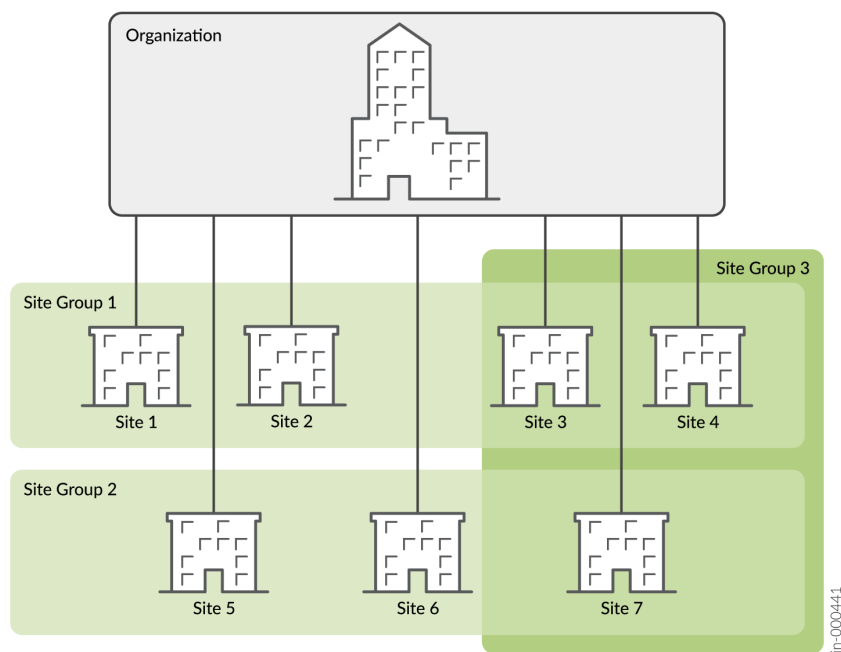 Organization
Site Group 3
Site Group 1
Site 1
Site 2
Site 3
Site 4
Site Group 2
Site 5
Site 6
Site 7
jn-000441